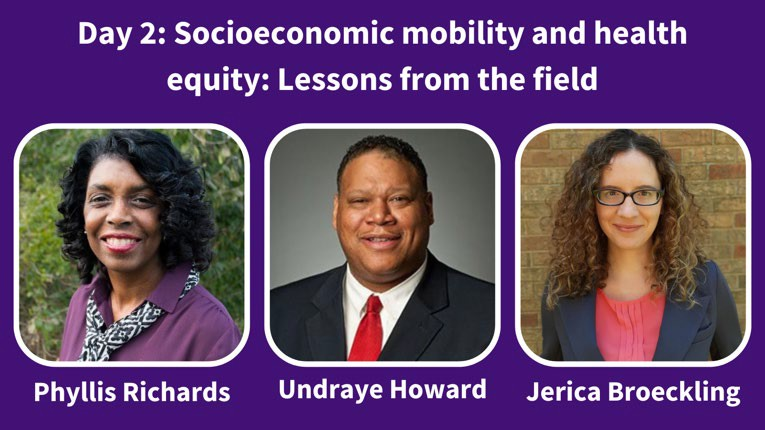 Day 2: Socioeconomic mobility and health
equity: Lessons from the field
Phyllis Richards
Undraye Howard
Jerica Broeckling